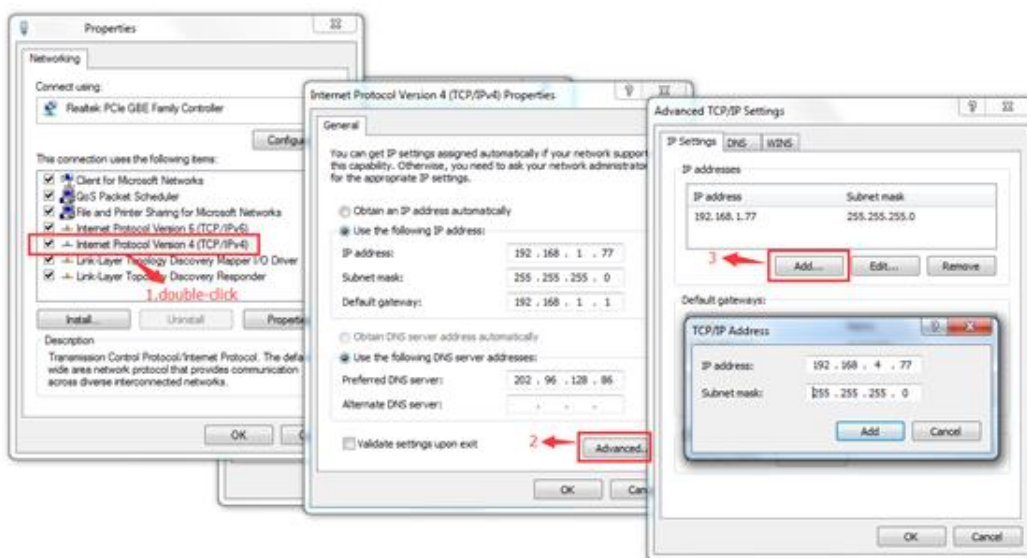 Properties
Networking
Connect using:
Realtek PCIe GBE Family Controller
This connection uses the following items:
Client for Microsoft Networks
QoS Packet Scheduler
File and Printer Sharing for Microsoft Networks
Internet Protocol Version 6 (TCP/IPv6)
Internet Protocol Version 4 (TCP/IPv4)
Link-Layer Topology Discovery Mapper I/O Driver
Link-Layer Topology Discovery Responder
1.double-click
Install...
Uninstall
Description
Transmission Control Protocol/Internet Protocol. The
wide area network protocol that provides communication
across diverse interconnected networks.
OK
Internet Protocol Version 4 (TCP/IPv4) Properties
General
You can get IP settings assigned automatically if your network support
this capability. Otherwise, you need to ask your network administrator
for the appropriate IP settings.
Obtain an IP address automatically
Use the following IP address:
IP address: 192 . 168 . 1 . 77
Subnet mask: 255 . 255 . 255 . 0
Default gateway: 192 . 168 . 1 . 1
Obtain DNS server address automatically
Use the following DNS server addresses:
Preferred DNS server: 202 . 96 . 128 . 86
Alternate DNS server: . . .
Validate settings upon exit
2
Advanced...
OK
Advanced TCP/IP Settings
IP Settings DNS WINS
IP addresses
IP address Subnet mask
192.168.1.77 255.255.255.0
3
Add... Edit... Remove
Default gateways:
TCP/IP Address
IP address: 192 . 168 . 4 . 77
Subnet mask: 255 . 255 . 255 . 0
Add Cancel
OK Cancel